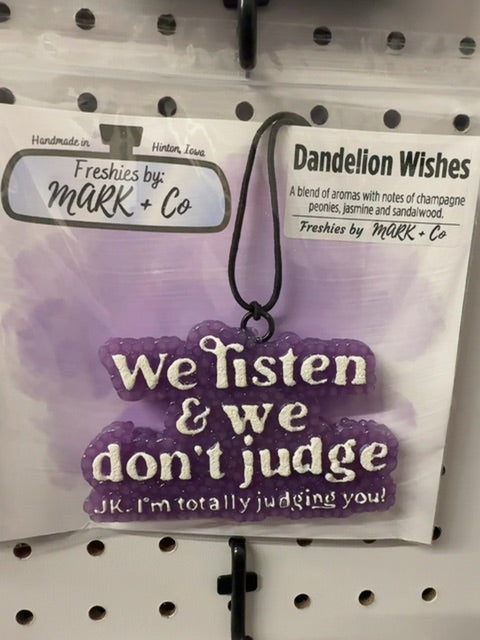 Handmade in Hinton, Iowa
Freshies by:
MARK + Co
Dandelion Wishes
A blend of aromas with notes of champagne
peonies, jasmine and sandalwood.
Freshies by MARK + Co
We listen
& we
don't judge
JK. I'm totally judging you!